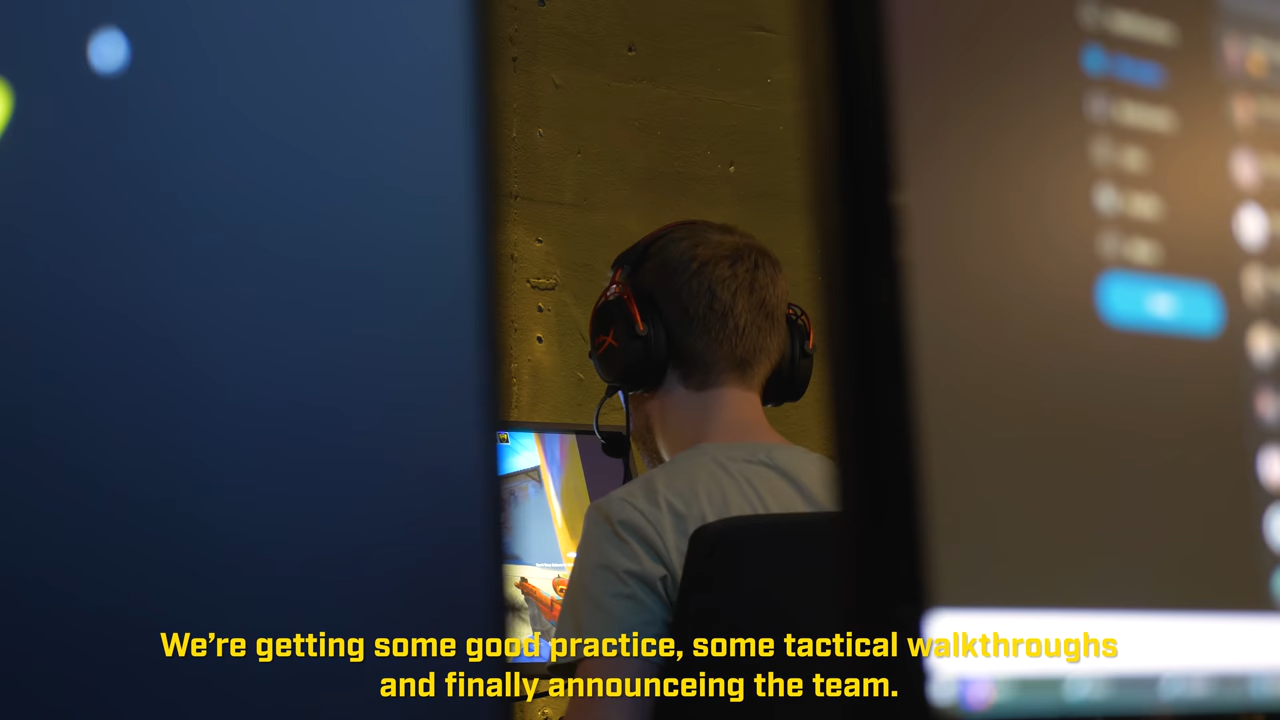 We're getting some good practice, some tactical walkthroughs
and finally announceing the team.